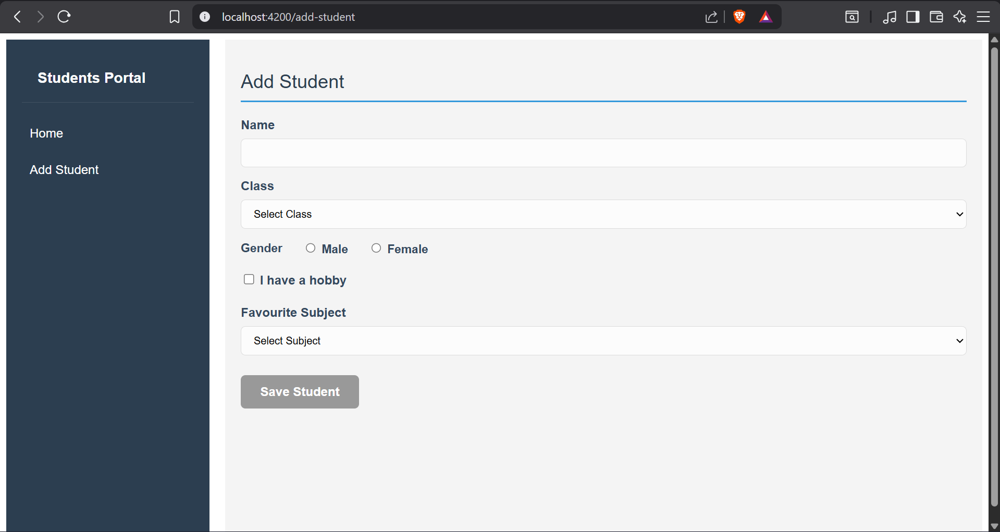 localhost:4200/add-student
Students Portal
Home
Add Student
Add Student
Name
Class
Select Class
Gender Male Female
I have a hobby
Favourite Subject
Select Subject
Save Student